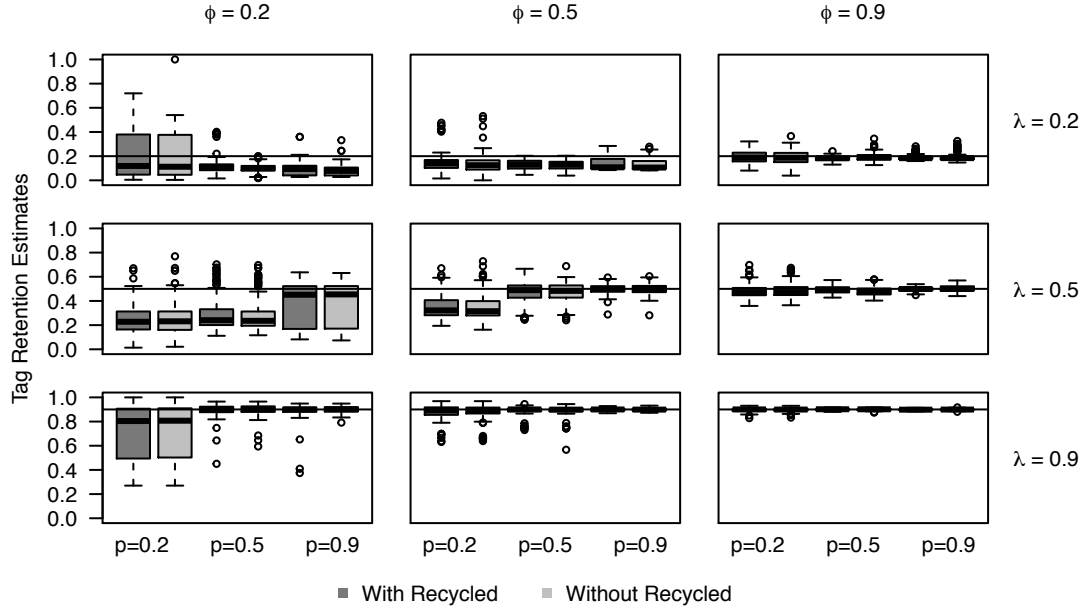 ϕ = 0.2 ϕ = 0.5 ϕ = 0.9
Tag Retention Estimates
1.0
0.8
0.6
0.4
0.2
0.0
λ = 0.2
1.0
0.8
0.6
0.4
0.2
0.0
λ = 0.5
1.0
0.8
0.6
0.4
0.2
0.0
λ = 0.9
p=0.2 p=0.5 p=0.9 p=0.2 p=0.5 p=0.9 p=0.2 p=0.5 p=0.9
With Recycled Without Recycled